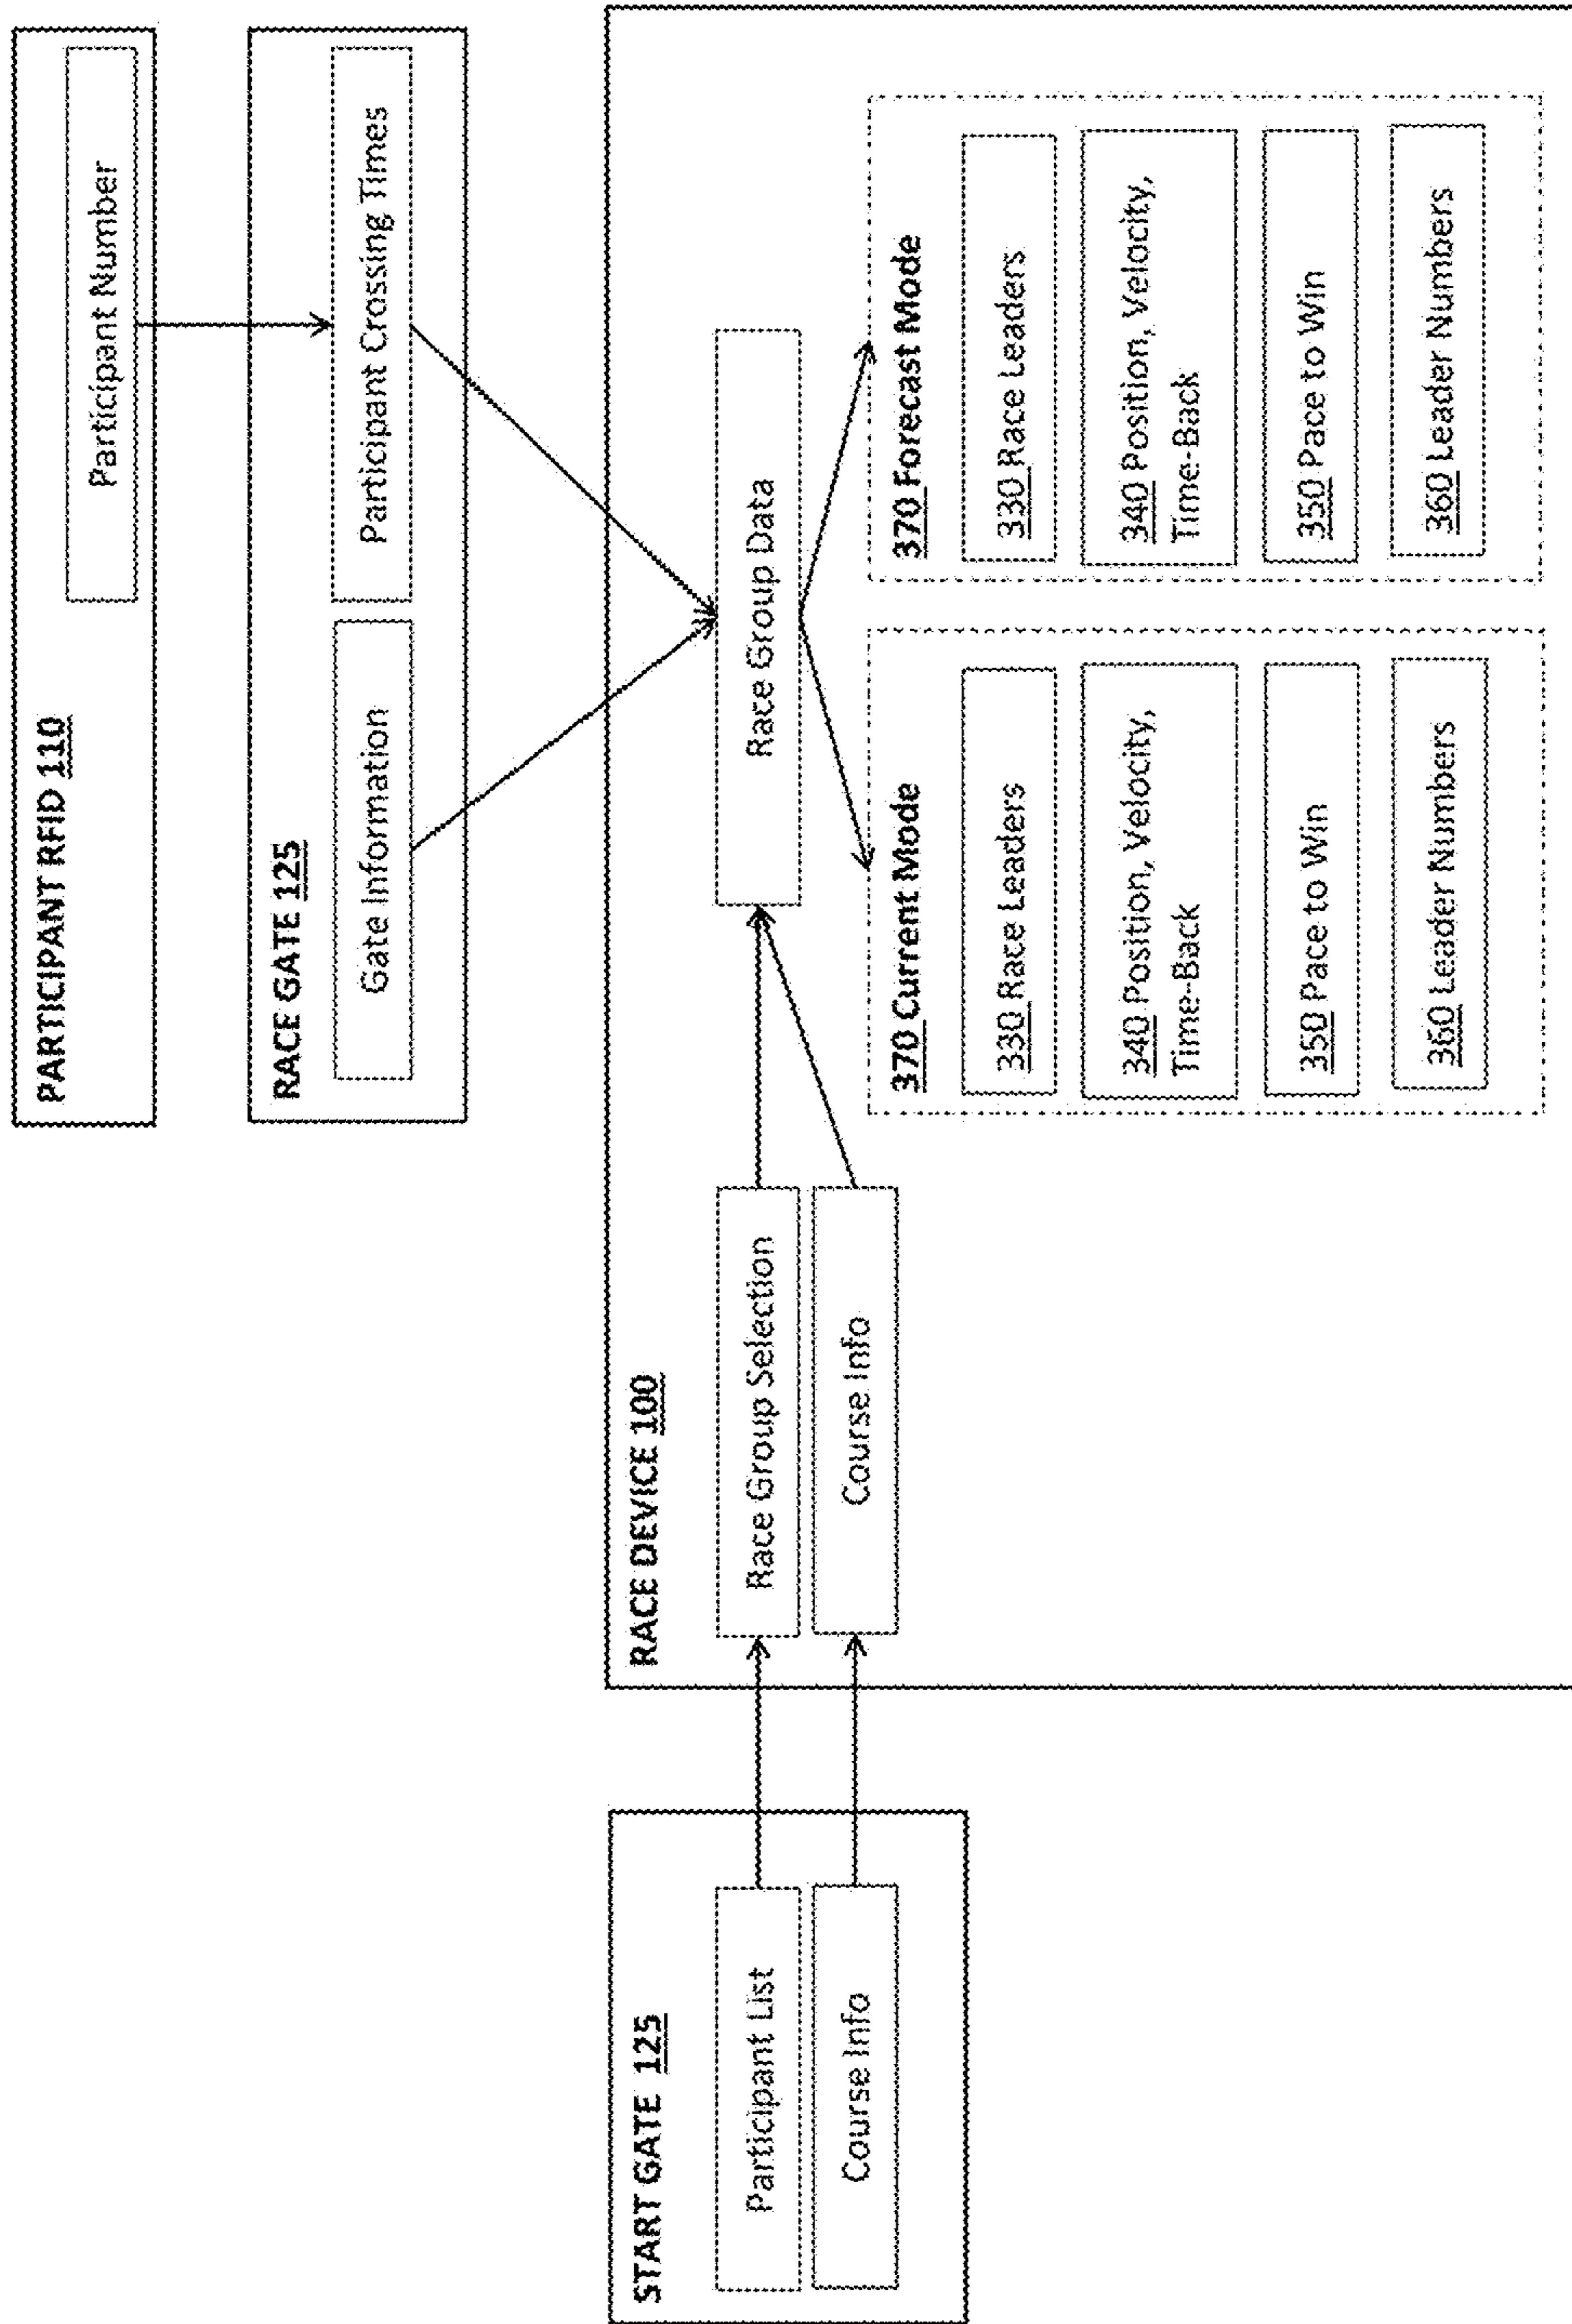 PARTICIPANT RFID 110
Participant Number
RACE GATE 125
Gate Information
Participant Crossing Times
START GATE 125
Participant List
Course Info
RACE DEVICE 100
Race Group Selection
Course Info
Race Group Data
370 Current Mode
330 Race Leaders
340 Position, Velocity,
Time-Back
350 Pace to Win
360 Leader Numbers
370 Forecast Mode
330 Race Leaders
340 Position, Velocity,
Time-Back
350 Pace to Win
360 Leader Numbers